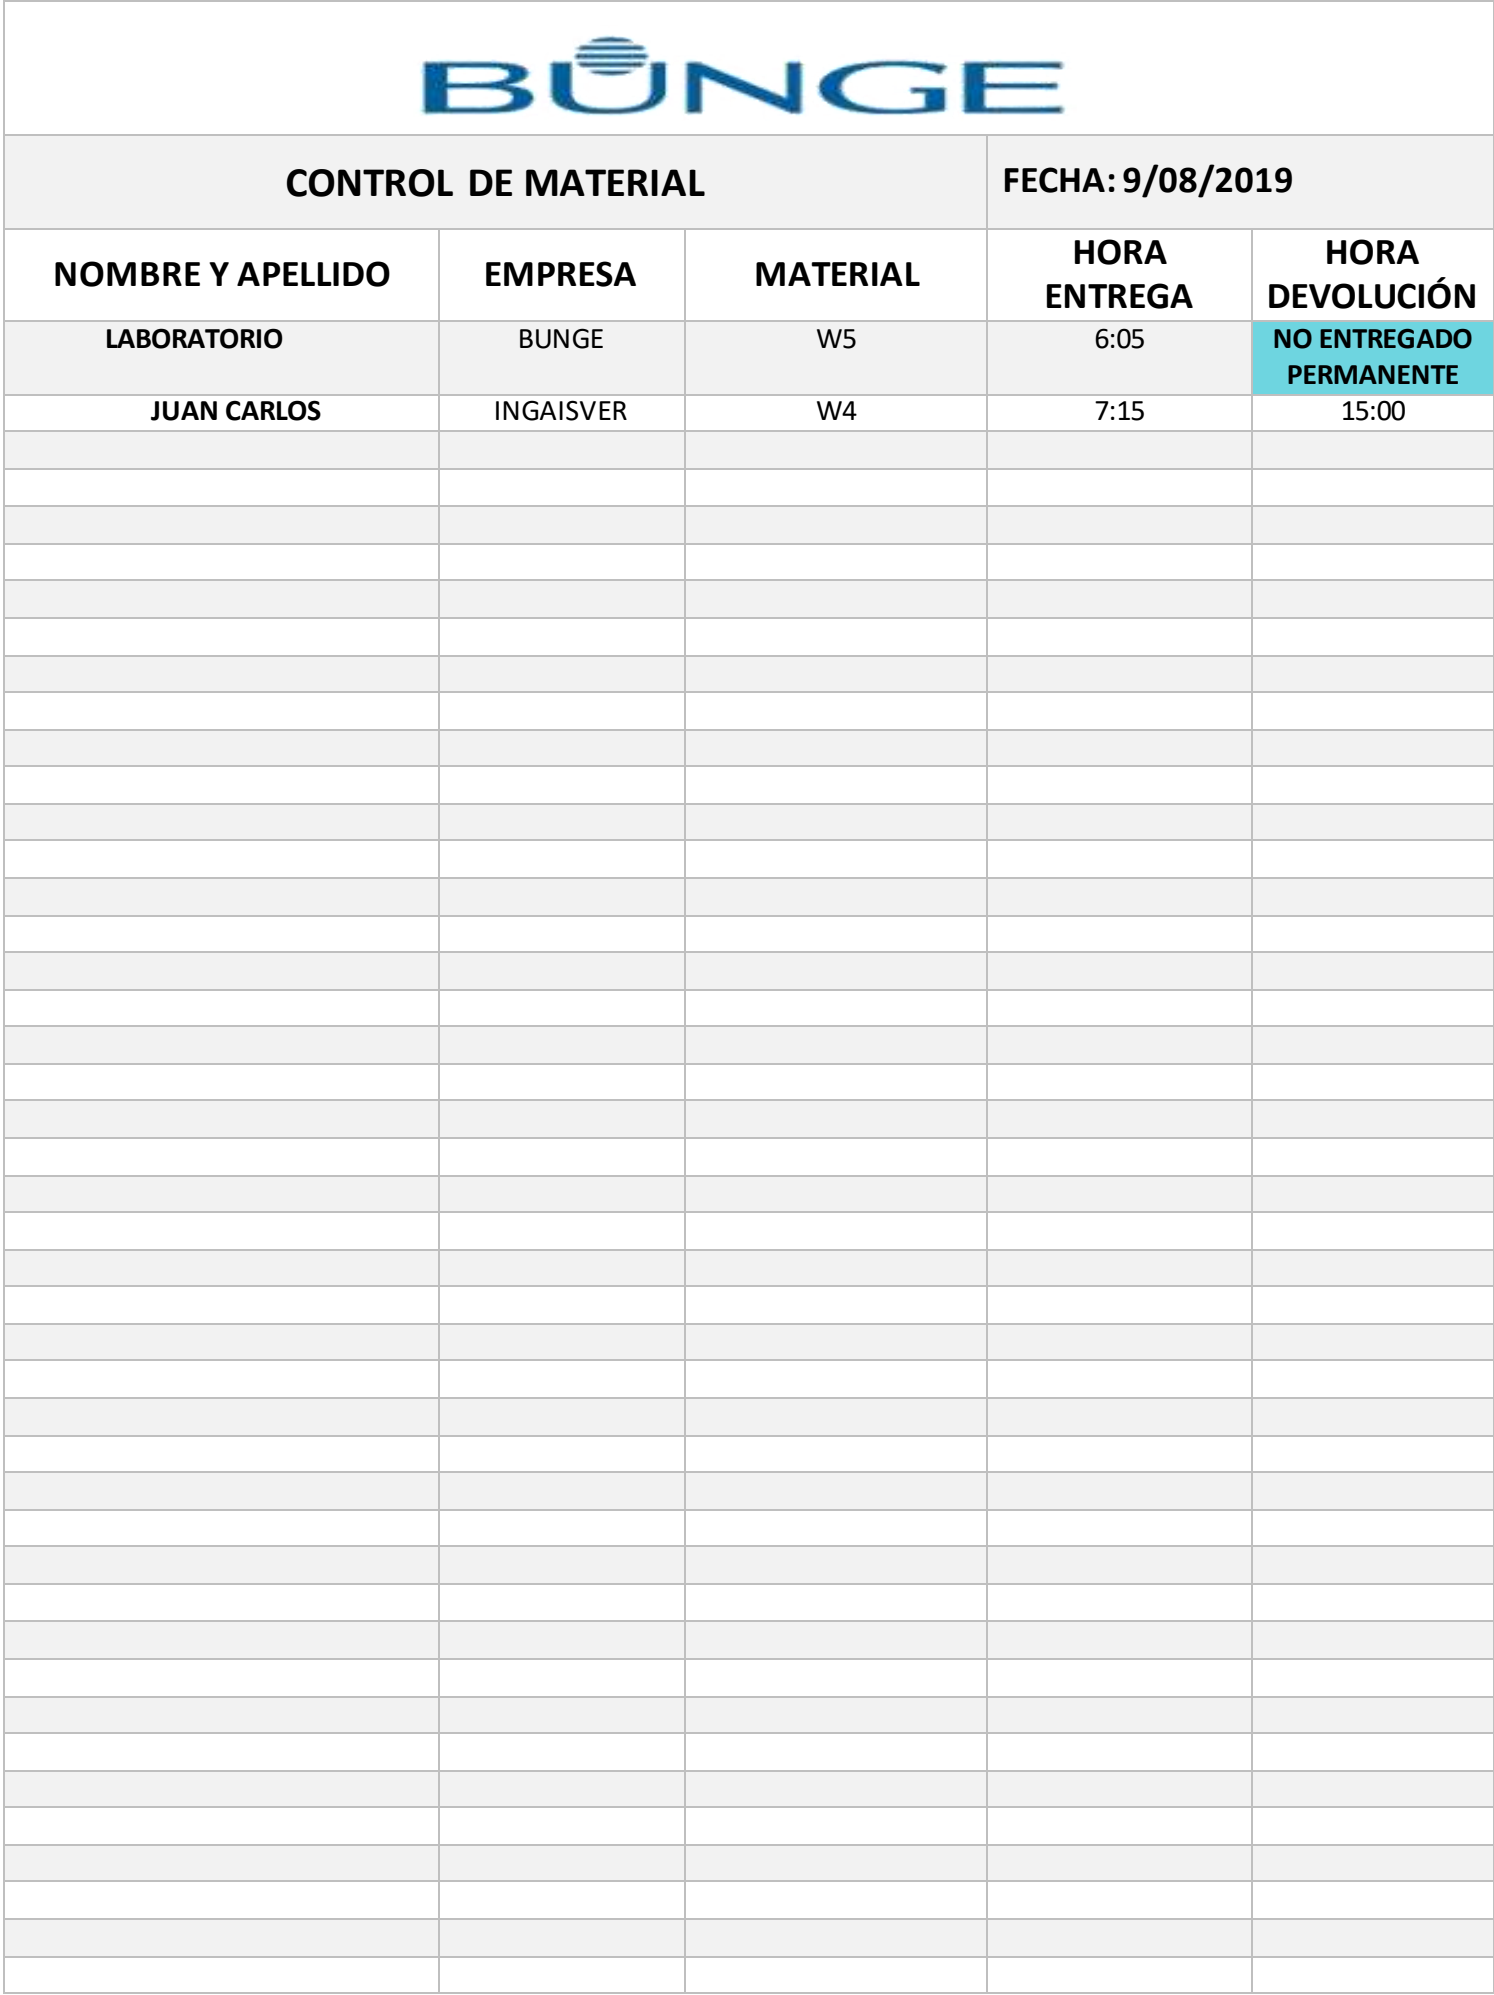 BUNGE
CONTROL DE MATERIAL
FECHA: 9/08/2019
NOMBRE Y APELLIDO
EMPRESA
MATERIAL
HORA
ENTREGA
HORA
DEVOLUCIÓN
LABORATORIO
BUNGE
W5
6:05
NO ENTREGADO
PERMANENTE
JUAN CARLOS
INGAISVER
W4
7:15
15:00